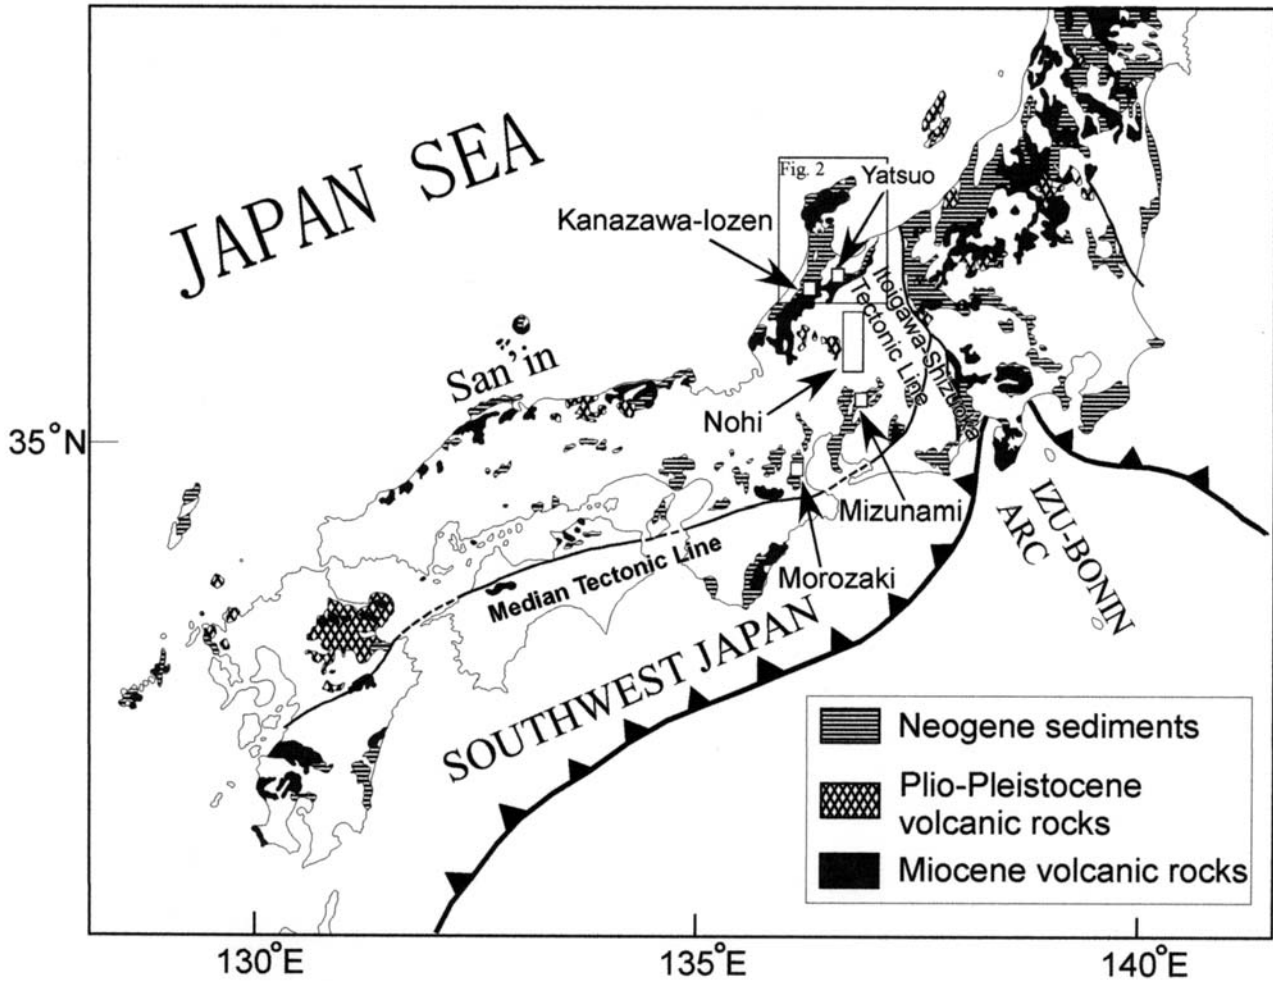 JAPAN SEA
Fig. 2
Yatsuo
Kanazawa-Iozen
Itoigawa-Shizuoka
Tectonic Line
San'in
Nohi
35°N
Mizunami
IZU-BONIN
ARC
Morozaki
Median Tectonic Line
SOUTHWEST JAPAN
Neogene sediments
Plio-Pleistocene
volcanic rocks
Miocene volcanic rocks
130°E
135°E
140°E